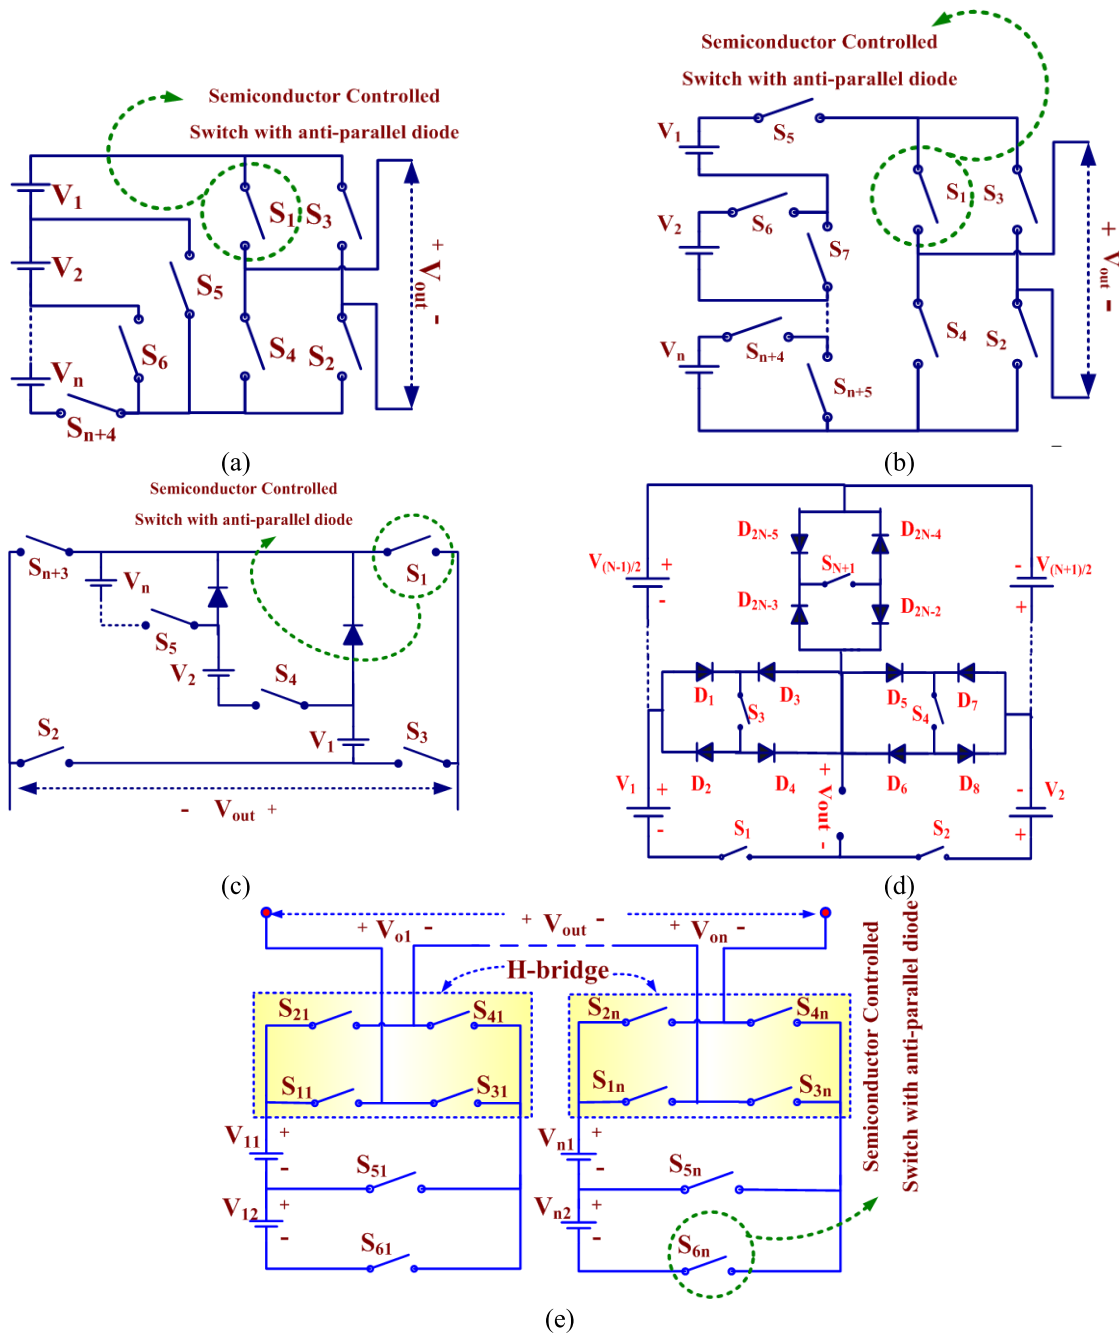 Semiconductor Controlled
Switch with anti-parallel diode
V1
V2
Vn
S1
S3
S5
S4
S2
S6
Sn+4
+ Vout -
(a)
Semiconductor Controlled
Switch with anti-parallel diode
V1
S5
V2
S6
S7
Vn
Sn+4
Sn+5
S1
S3
S4
S2
+ Vout -
(b)
Semiconductor Controlled
Switch with anti-parallel diode
Sn+3
S1
Vn
S5
V2
S4
S2
V1
S3
- Vout +
(c)
D2N-5
D2N-4
V(N-1)/2
+
-
SN+1
-
V(N+1)/2
+
D2N-3
D2N-2
D1
D3
D5
D7
S3
S4
D2
D4
D6
D8
V1
+
-
+ Vout -
-
V2
+
S1
S2
(d)
+ Vout -
+ Vo1 -
+ Von -
H-bridge
S21
S41
S2n
S4n
S11
S31
S1n
S3n
V11
+
-
Vn1
+
-
S51
S5n
V12
+
-
Vn2
+
-
S61
S6n
Semiconductor Controlled
Switch with anti-parallel diode
(e)